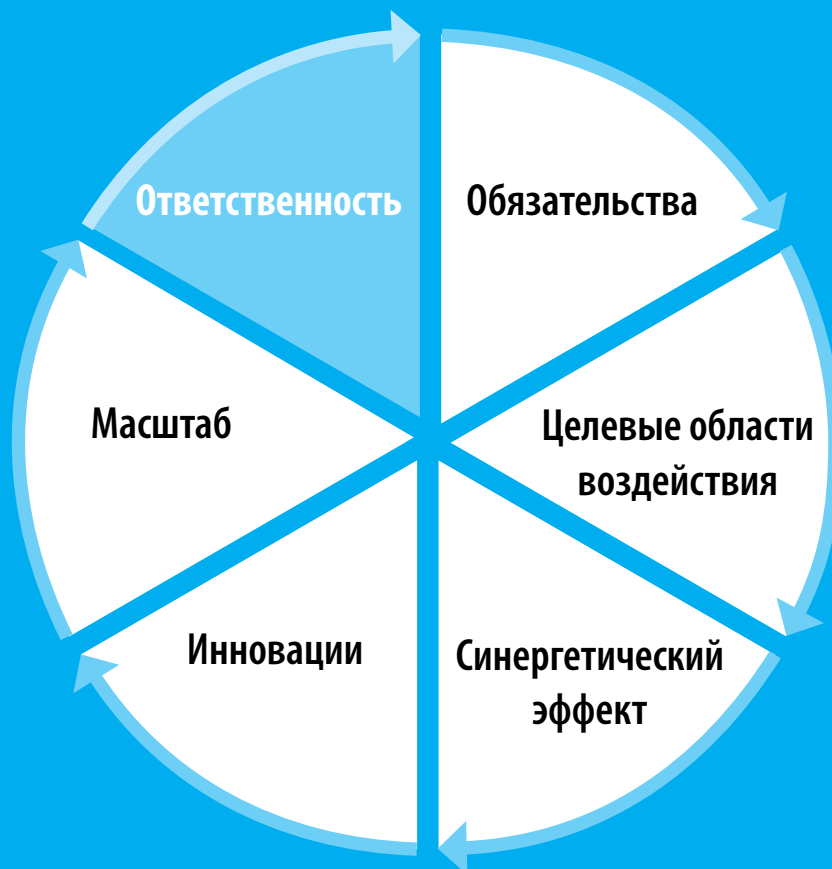 Ответственность
Обязательства
Масштаб
Целевые области
воздействия
Инновации
Синергетический
эффект